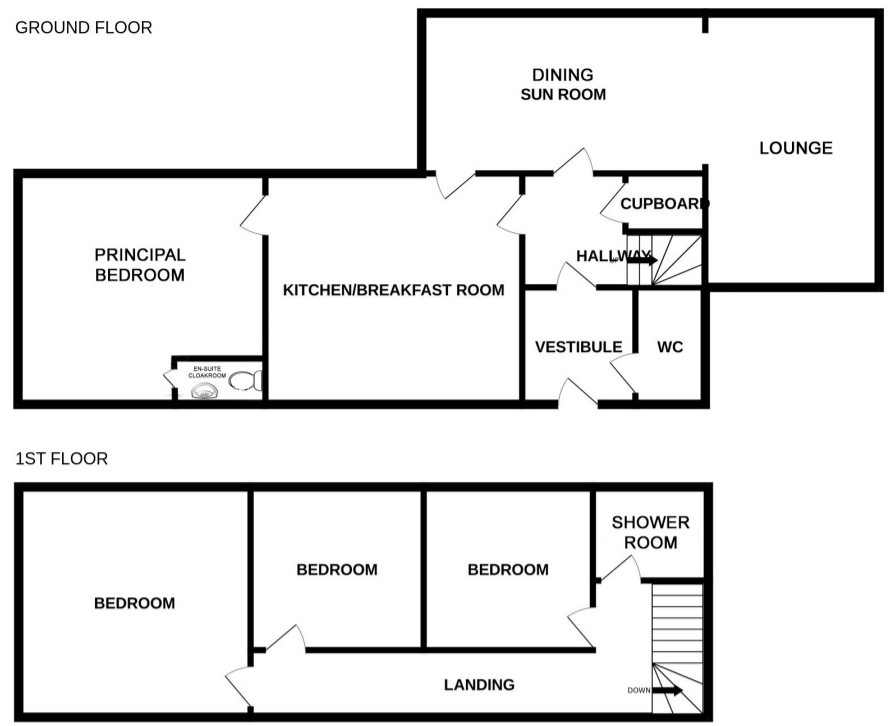 GROUND FLOOR
DINING
SUN ROOM
LOUNGE
CUPBOARD
PRINCIPAL
BEDROOM
HALLWAY
KITCHEN/BREAKFAST ROOM
VESTIBULE
WC
EN-SUITE
CLOAKROOM
1ST FLOOR
SHOWER
ROOM
BEDROOM
BEDROOM
BEDROOM
LANDING
DOWN